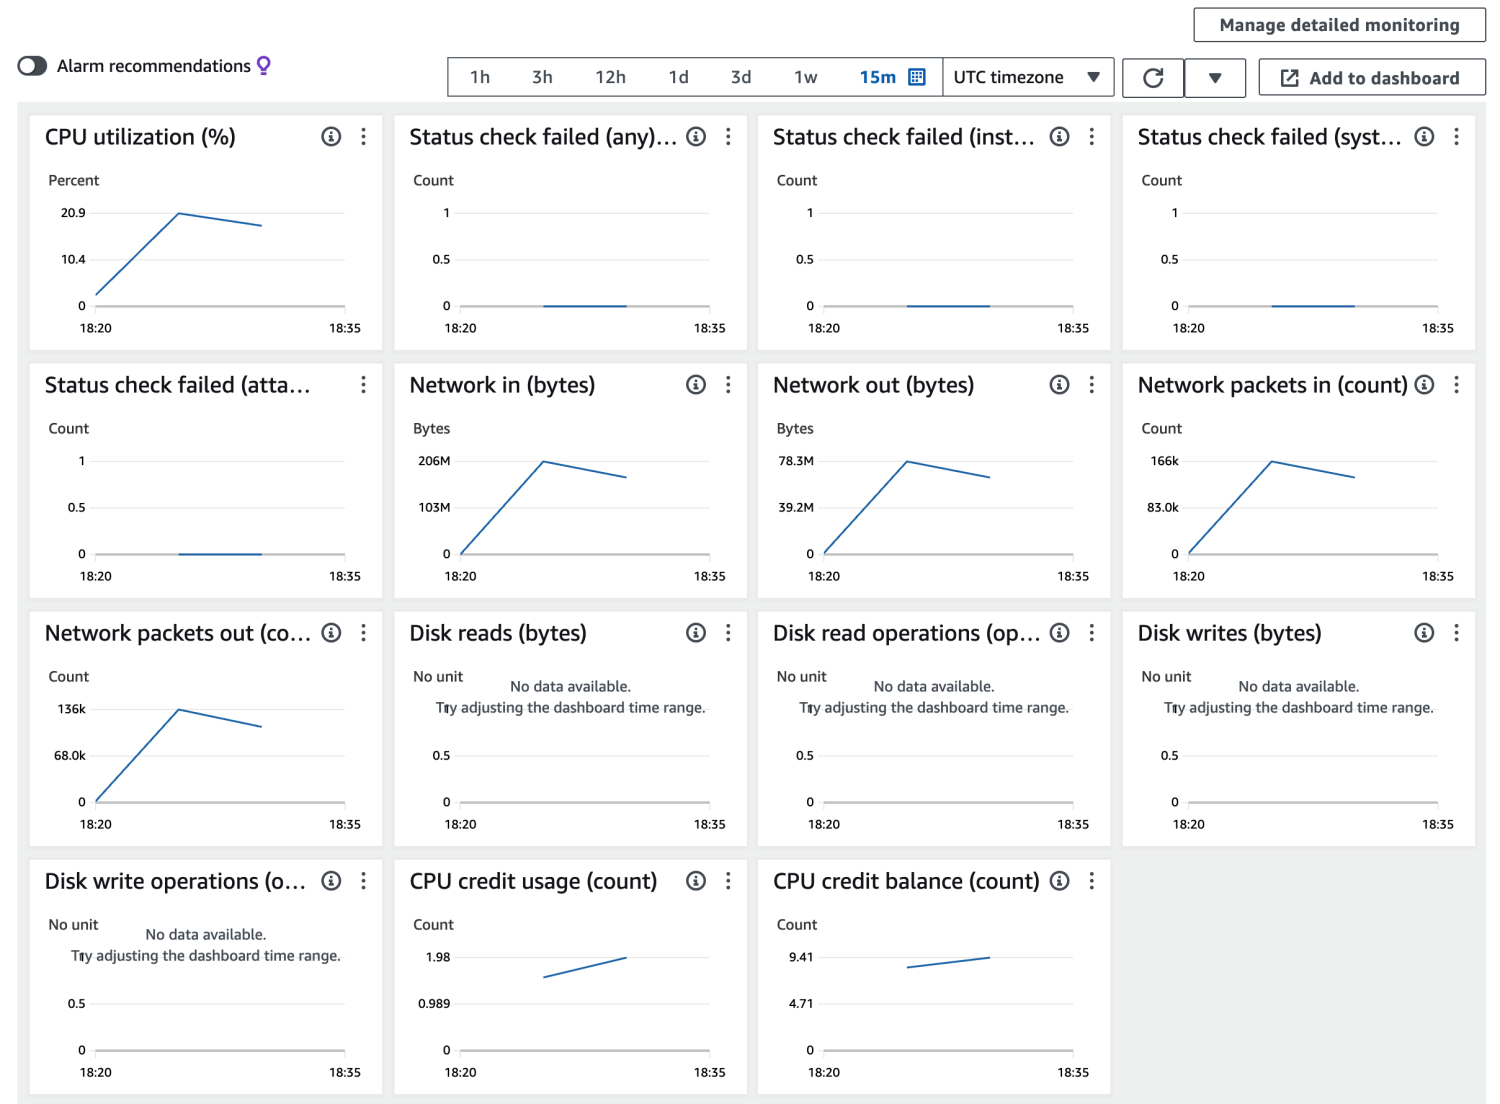 Manage detailed monitoring
Alarm recommendations
1h 3h 12h 1d 3d 1w 15m UTC timezone Add to dashboard
CPU utilization (%)
Percent
20.9
10.4
0
18:20 18:35
Status check failed (any)...
Count
1
0.5
0
18:20 18:35
Status check failed (inst...
Count
1
0.5
0
18:20 18:35
Status check failed (syst...
Count
1
0.5
0
18:20 18:35
Status check failed (atta...
Count
1
0.5
0
18:20 18:35
Network in (bytes)
Bytes
206M
103M
0
18:20 18:35
Network out (bytes)
Bytes
78.3M
39.2M
0
18:20 18:35
Network packets in (count)
Count
166k
83.0k
0
18:20 18:35
Network packets out (co...
Count
136k
68.0k
0
18:20 18:35
Disk reads (bytes)
No unit
No data available.
Try adjusting the dashboard time range.
0.5
0
18:20 18:35
Disk read operations (op...
No unit
No data available.
Try adjusting the dashboard time range.
0.5
0
18:20 18:35
Disk writes (bytes)
No unit
No data available.
Try adjusting the dashboard time range.
0.5
0
18:20 18:35
Disk write operations (o...
No unit
No data available.
Try adjusting the dashboard time range.
0.5
0
18:20 18:35
CPU credit usage (count)
Count
1.98
0.989
0
18:20 18:35
CPU credit balance (count)
Count
9.41
4.71
0
18:20 18:35